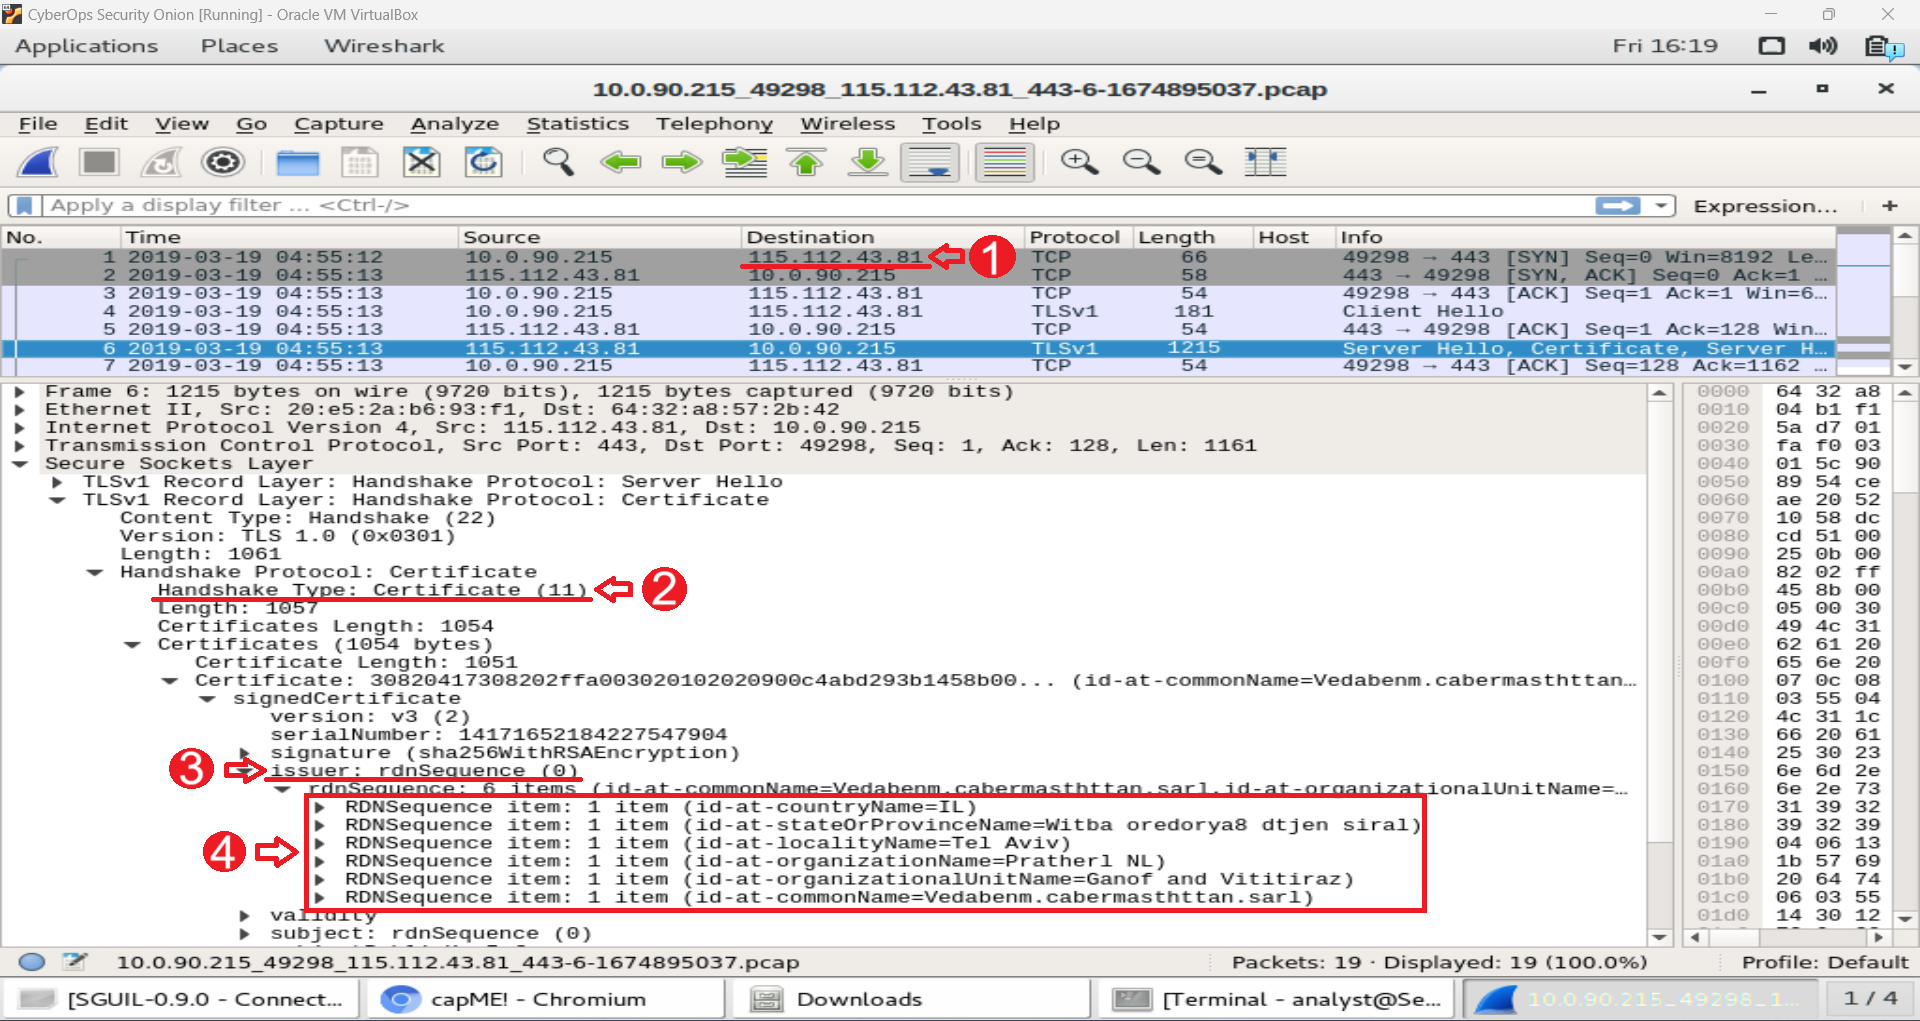 CyberOps Security Onion [Running] - Oracle VM VirtualBox
Applications Places Wireshark Fri 16:19
10.0.90.215_49298_115.112.43.81_443-6-1674895037.pcap
File Edit View Go Capture Analyze Statistics Telephony Wireless Tools Help
Apply a display filter ... <Ctrl-/> Expression... +
No. Time Source Destination Protocol Length Host Info
1 2019-03-19 04:55:12 10.0.90.215 115.112.43.81 1 TCP 66 49298 → 443 [SYN] Seq=0 Win=8192 Le...
2 2019-03-19 04:55:13 115.112.43.81 10.0.90.215 TCP 58 443 → 49298 [SYN, ACK] Seq=0 Ack=1 ...
3 2019-03-19 04:55:13 10.0.90.215 115.112.43.81 TCP 54 49298 → 443 [ACK] Seq=1 Ack=1 Win=6...
4 2019-03-19 04:55:13 10.0.90.215 115.112.43.81 TLSv1 181 Client Hello
5 2019-03-19 04:55:13 115.112.43.81 10.0.90.215 TCP 54 443 → 49298 [ACK] Seq=1 Ack=128 Win...
6 2019-03-19 04:55:13 115.112.43.81 10.0.90.215 TLSv1 1215 Server Hello, Certificate, Server H...
7 2019-03-19 04:55:13 10.0.90.215 115.112.43.81 TCP 54 49298 → 443 [ACK] Seq=128 Ack=1162 ...
Frame 6: 1215 bytes on wire (9720 bits), 1215 bytes captured (9720 bits) 0000 64 32 a8
Ethernet II, Src: 20:e5:2a:b6:93:f1, Dst: 64:32:a8:57:2b:42 0010 04 b1 f1
Internet Protocol Version 4, Src: 115.112.43.81, Dst: 10.0.90.215 0020 5a d7 01
Transmission Control Protocol, Src Port: 443, Dst Port: 49298, Seq: 1, Ack: 128, Len: 1161 0030 fa f0 03
Secure Sockets Layer 0040 01 5c 90
TLSv1 Record Layer: Handshake Protocol: Server Hello 0050 89 54 ce
TLSv1 Record Layer: Handshake Protocol: Certificate 0060 ae 20 52
Content Type: Handshake (22) 0070 10 58 dc
Version: TLS 1.0 (0x0301) 0080 cd 51 00
Length: 1061 0090 25 0b 00
Handshake Protocol: Certificate 00a0 82 02 ff
Handshake Type: Certificate (11) 2 00b0 45 8b 00
Length: 1057 00c0 05 00 30
Certificates Length: 1054 00d0 49 4c 31
Certificates (1054 bytes) 00e0 62 61 20
Certificate Length: 1051 00f0 65 6e 20
Certificate: 30820417308202ffa003020102020900c4abd293b1458b00... (id-at-commonName=Vedabenm.cabermasthttan... 0100 07 0c 08
signedCertificate 0110 03 55 04
version: v3 (2) 0120 4c 31 1c
serialNumber: 14171652184227547904 0130 66 20 61
signature (sha256WithRSAEncryption) 0140 25 30 23
3 issuer: rdnSequence (0) 0150 6e 6d 2e
rdnSequence: 6 items (id-at-commonName=Vedabenm.cabermasthttan.sarl,id-at-organizationalUnitName=... 0160 6e 2e 73
RDNSequence item: 1 item (id-at-countryName=IL) 0170 31 39 32
RDNSequence item: 1 item (id-at-stateOrProvinceName=Witba oredorya8 dtjen siral) 0180 39 32 39
RDNSequence item: 1 item (id-at-localityName=Tel Aviv) 0190 04 06 13
4 RDNSequence item: 1 item (id-at-organizationName=Pratherl NL) 01a0 1b 57 69
RDNSequence item: 1 item (id-at-organizationalUnitName=Ganof and Vititiraz) 01b0 20 64 74
RDNSequence item: 1 item (id-at-commonName=Vedabenm.cabermasthttan.sarl) 01c0 06 03 55
validity 01d0 14 30 12
subject: rdnSequence (0)
10.0.90.215_49298_115.112.43.81_443-6-1674895037.pcap Packets: 19 · Displayed: 19 (100.0%) Profile: Default
[SGUIL-0.9.0 - Connect... capME! - Chromium Downloads [Terminal - analyst@Se... 10.0.90.215_49298_1... 1 / 4